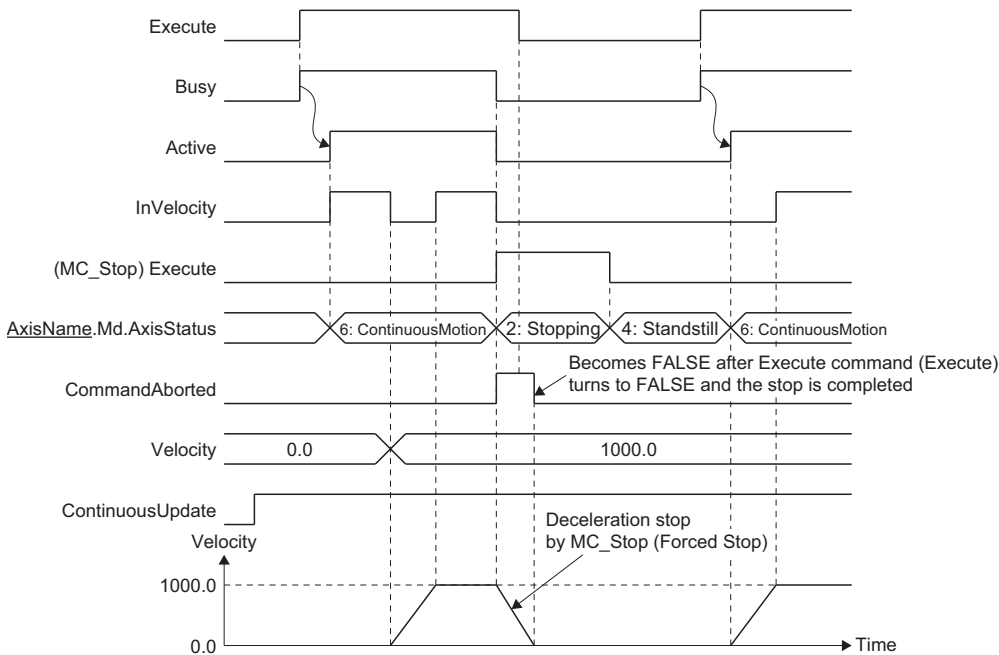 Execute
Busy
Active
InVelocity
(MC_Stop) Execute
AxisName.Md.AxisStatus
6: ContinuousMotion
2: Stopping
4: Standstill
6: ContinuousMotion
Becomes FALSE after Execute command (Execute)
turns to FALSE and the stop is completed
CommandAborted
Velocity
0.0
1000.0
ContinuousUpdate
Deceleration stop
by MC_Stop (Forced Stop)
Velocity
1000.0
0.0
Time